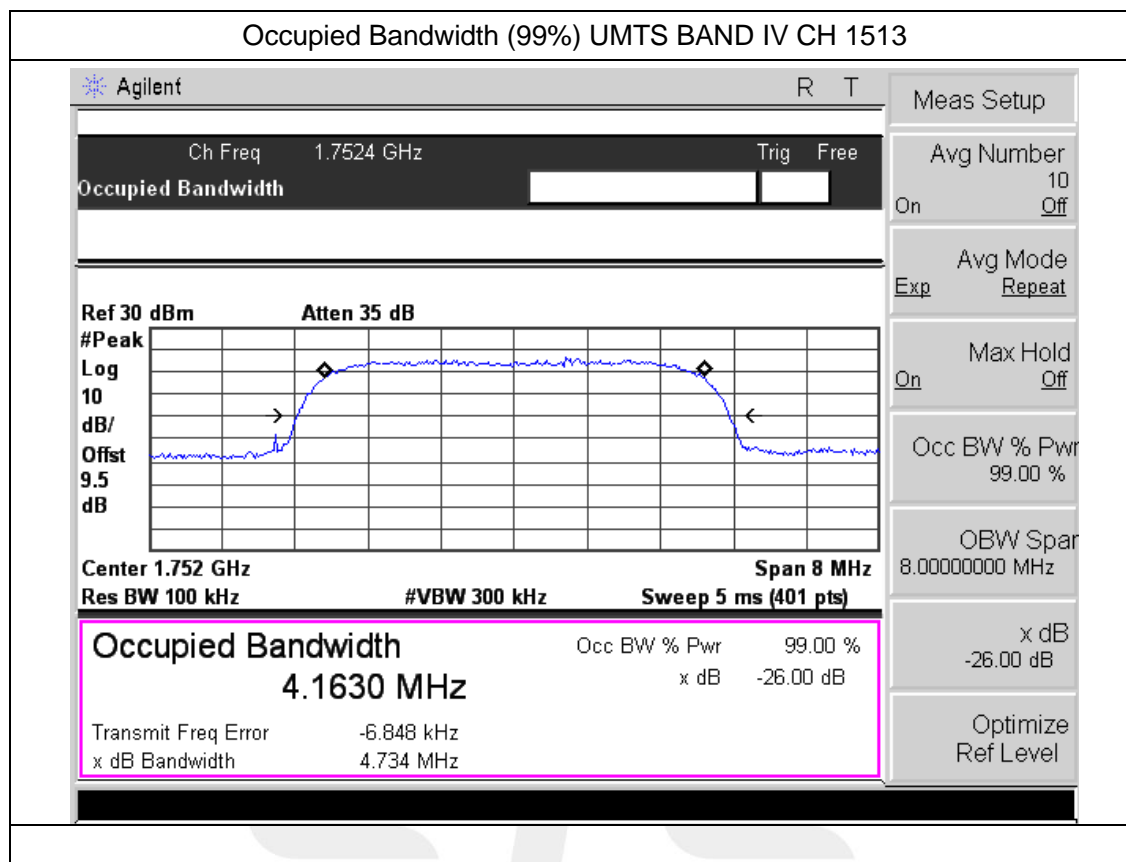 Occupied Bandwidth (99%) UMTS BAND IV CH 1513
Agilent R T
Ch Freq 1.7524 GHz Trig Free
Occupied Bandwidth
Ref 30 dBm Atten 35 dB
#Peak
Log
10
dB/
Offst
9.5
dB
Center 1.752 GHz Span 8 MHz
Res BW 100 kHz #VBW 300 kHz Sweep 5 ms (401 pts)
Occupied Bandwidth Occ BW % Pwr 99.00 %
4.1630 MHz x dB -26.00 dB
Transmit Freq Error -6.848 kHz
x dB Bandwidth 4.734 MHz
Meas Setup
Avg Number
10
On Off
Avg Mode
Exp Repeat
Max Hold
On Off
Occ BW % Pwr
99.00 %
OBW Span
8.00000000 MHz
x dB
-26.00 dB
Optimize
Ref Level